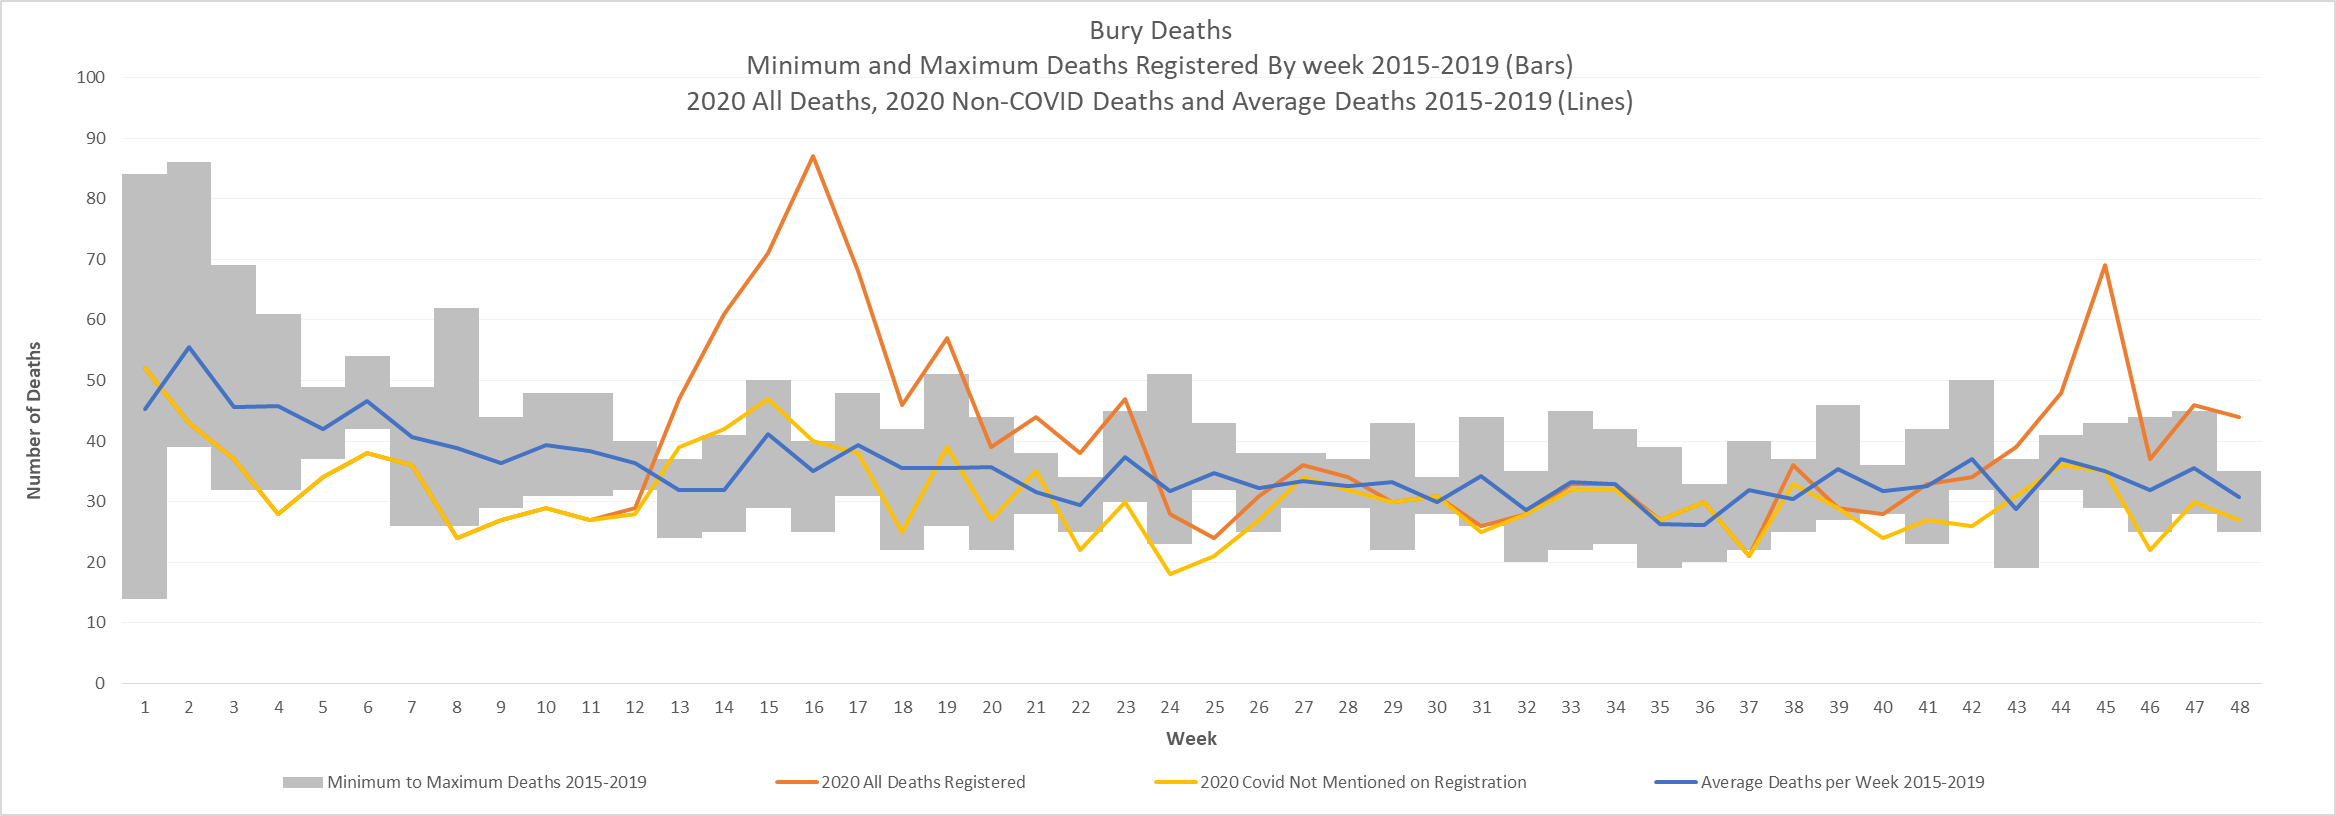 Bury Deaths
Minimum and Maximum Deaths Registered By week 2015-2019 (Bars)
2020 All Deaths, 2020 Non-COVID Deaths and Average Deaths 2015-2019 (Lines)
100
90
80
70
60
50
40
30
20
10
0
Number of Deaths
1 2 3 4 5 6 7 8 9 10 11 12 13 14 15 16 17 18 19 20 21 22 23 24 25 26 27 28 29 30 31 32 33 34 35 36 37 38 39 40 41 42 43 44 45 46 47 48
Week
Minimum to Maximum Deaths 2015-2019 2020 All Deaths Registered 2020 Covid Not Mentioned on Registration Average Deaths per Week 2015-2019